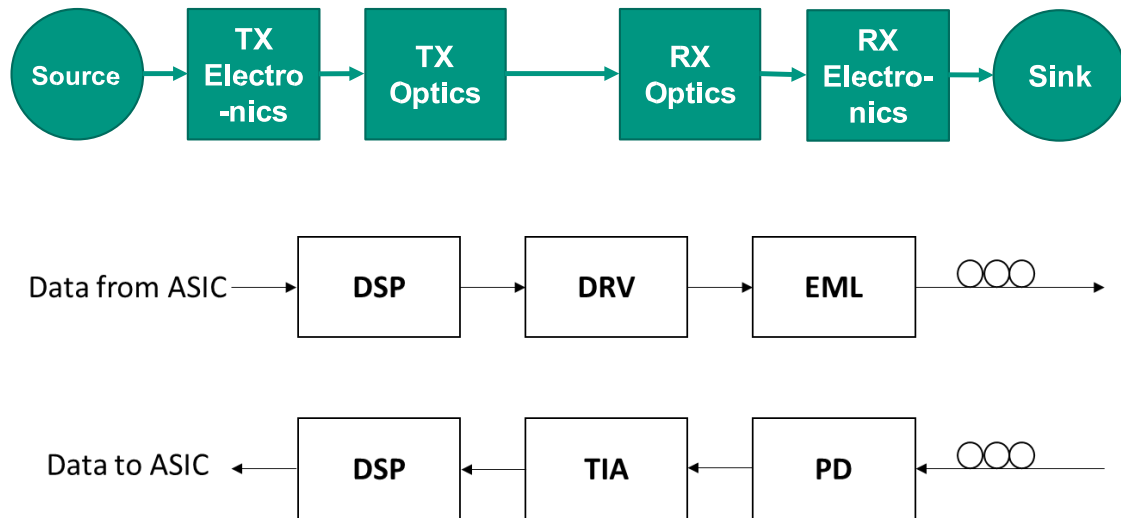 Source
TX
Electro
-nics
TX
Optics
RX
Optics
RX
Electro-
nics
Sink
Data from ASIC
DSP
DRV
EML
Data to ASIC
DSP
TIA
PD